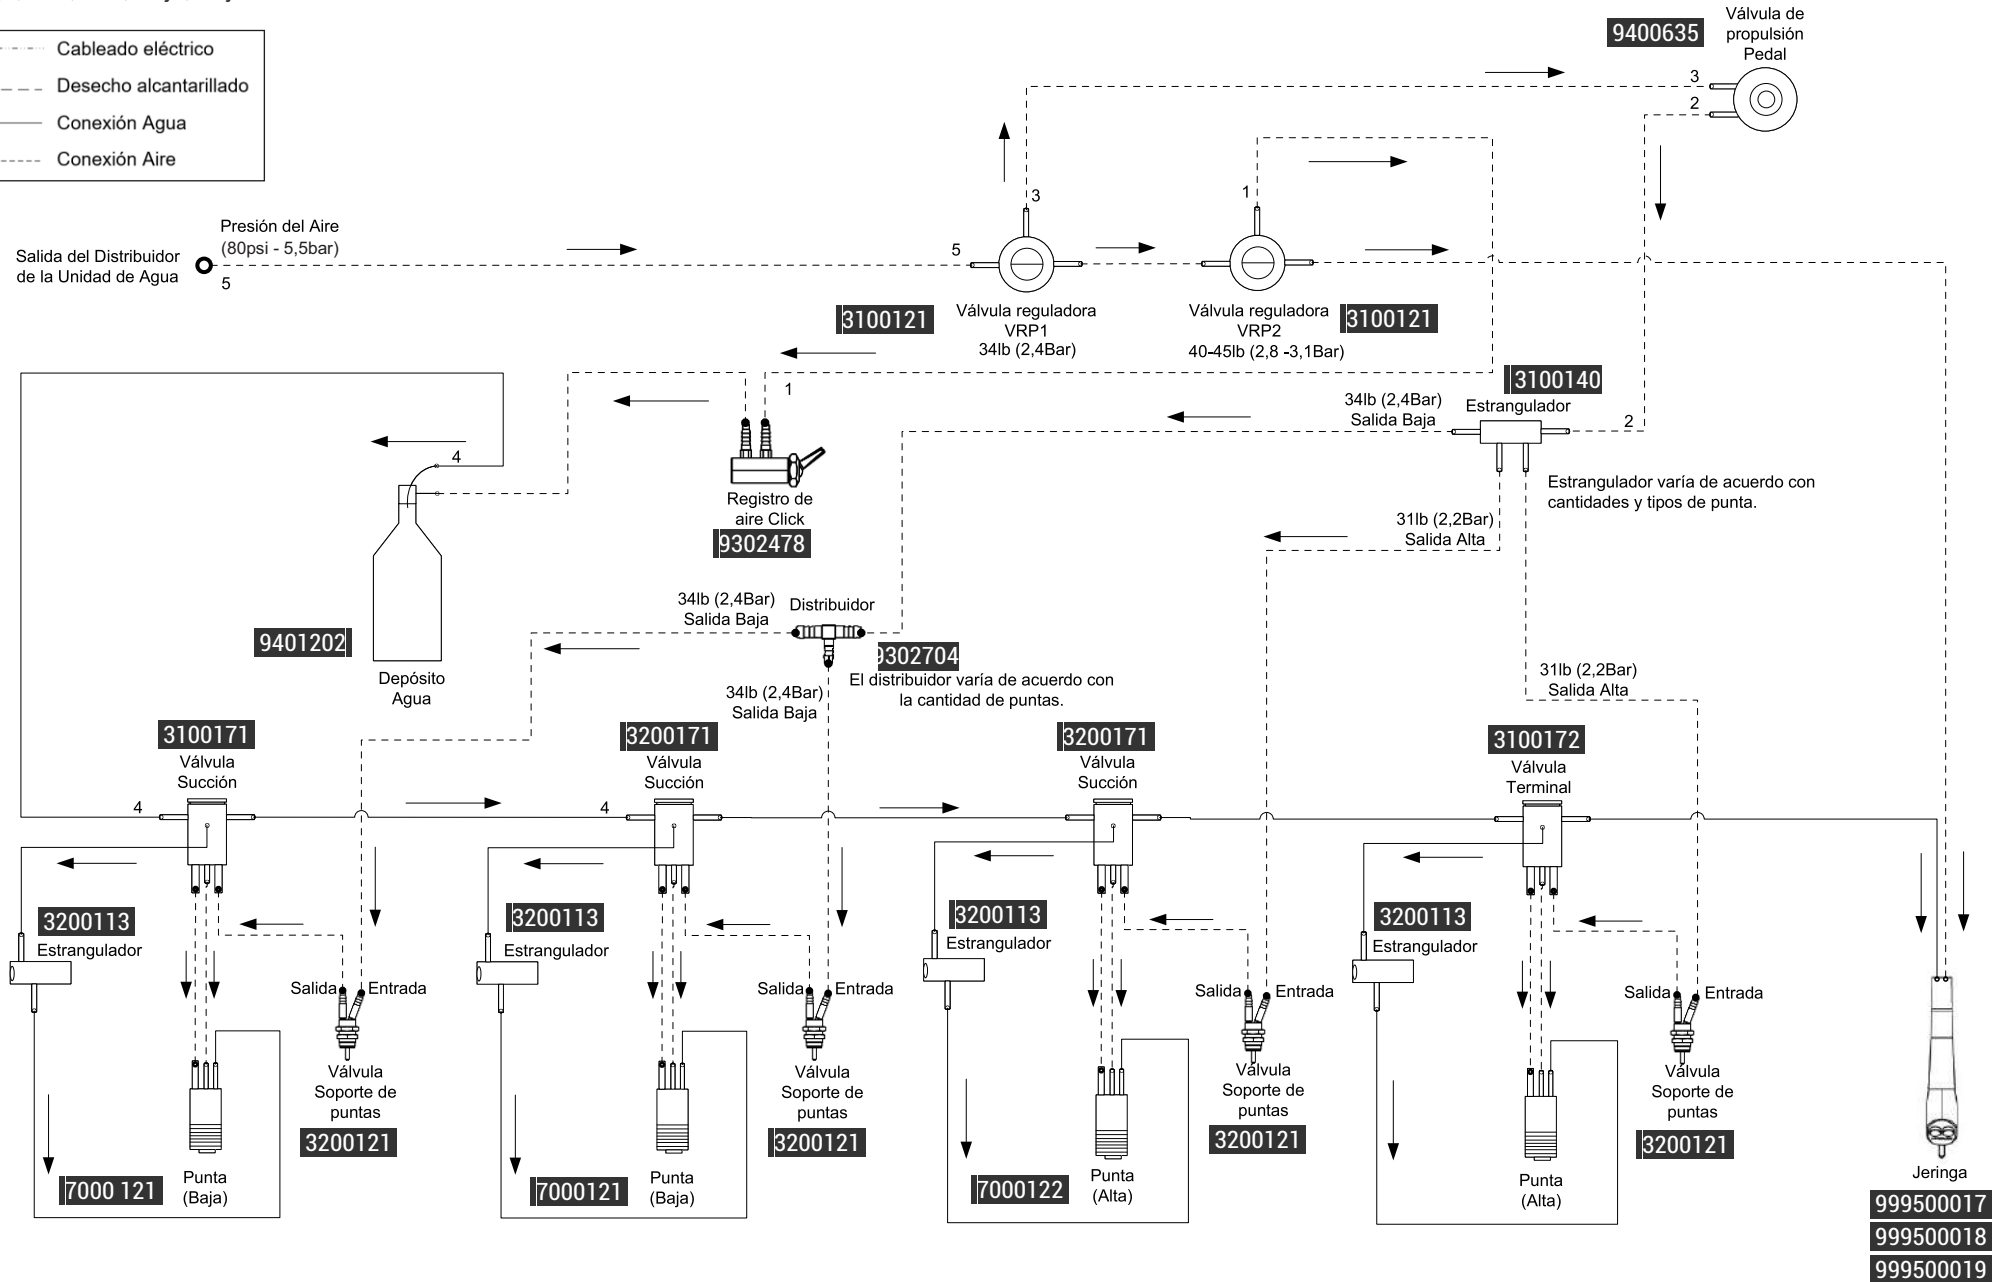 Cableado eléctrico
Desecho alcantarillado
Conexión Agua
Conexión Aire
9400635
Válvula de
propulsión
Pedal
3
2
Presión del Aire
(80psi - 5,5bar)
Salida del Distribuidor
de la Unidad de Agua
5
5
3
1
3100121
Válvula reguladora
VRP1
34lb (2,4Bar)
Válvula reguladora
VRP2
40-45lb (2,8 -3,1Bar)
3100121
1
3100140
34lb (2,4Bar)
Salida Baja
Estrangulador
2
4
Registro de
aire Click
9302478
Estrangulador varía de acuerdo con
cantidades y tipos de punta.
31lb (2,2Bar)
Salida Alta
34lb (2,4Bar)
Salida Baja
Distribuidor
9401202
Depósito
Agua
9302704
El distribuidor varía de acuerdo con
la cantidad de puntas.
34lb (2,4Bar)
Salida Baja
31lb (2,2Bar)
Salida Alta
3100171
Válvula
Succión
3200171
Válvula
Succión
3200171
Válvula
Succión
3100172
Válvula
Terminal
4
4
3200113
Estrangulador
3200113
Estrangulador
3200113
Estrangulador
3200113
Estrangulador
Salida
Entrada
Salida
Entrada
Salida
Entrada
Salida
Entrada
Válvula
Soporte de
puntas
3200121
Válvula
Soporte de
puntas
3200121
Válvula
Soporte de
puntas
3200121
Válvula
Soporte de
puntas
3200121
7000 121
Punta
(Baja)
7000121
Punta
(Baja)
7000122
Punta
(Alta)
Punta
(Alta)
Jeringa
999500017
999500018
999500019